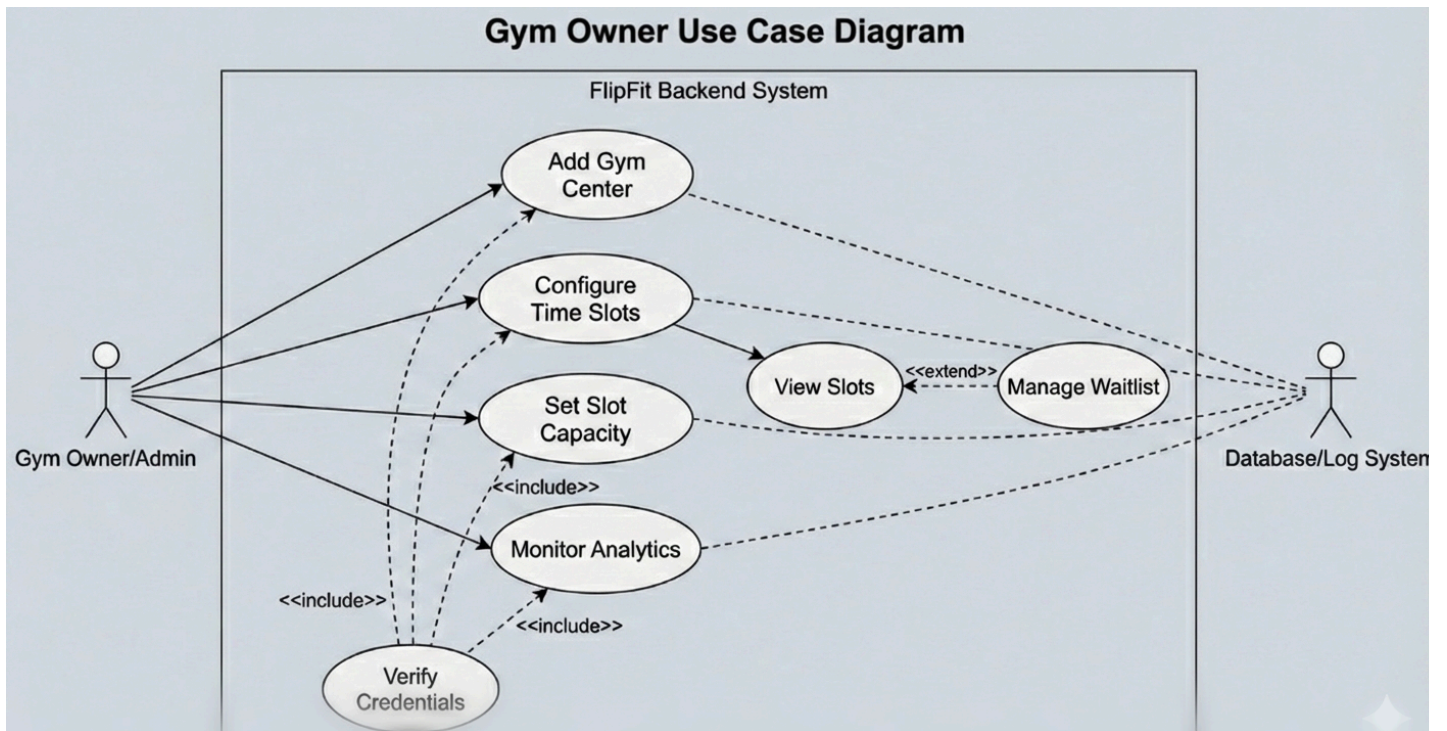 Gym Owner Use Case Diagram
FlipFit Backend System
Add Gym
Center
Configure
Time Slots
View Slots
<<extend>>
Manage Waitlist
Set Slot
Capacity
Gym Owner/Admin
Database/Log System
<<include>>
Monitor Analytics
<<include>>
<<include>>
Verify
Credentials